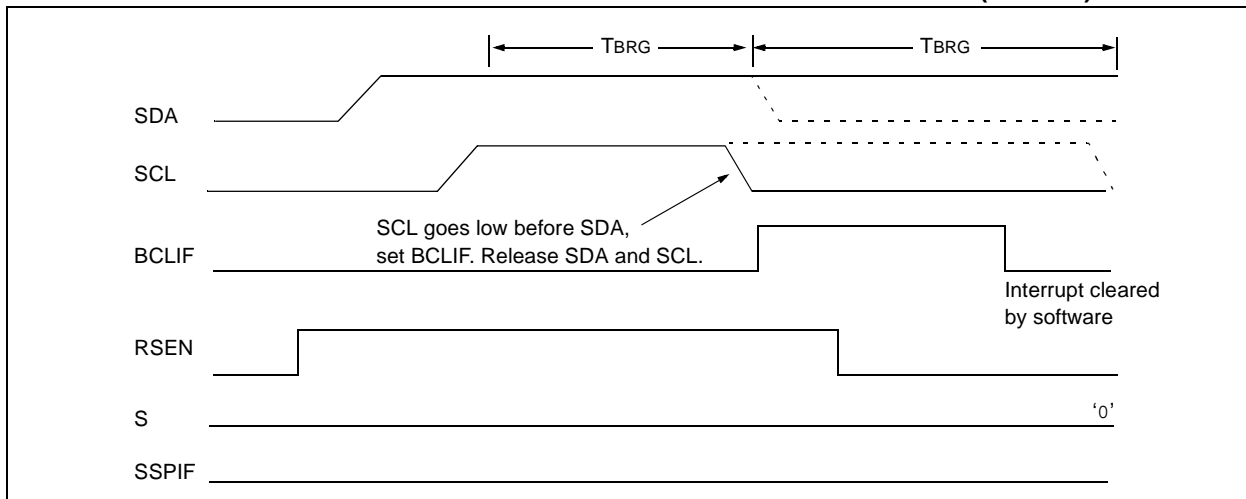 TBRG TBRG
SDA
SCL
SCL goes low before SDA,
set BCLIF. Release SDA and SCL.
BCLIF
Interrupt cleared
by software
RSEN
S ‘0’
SSPIF